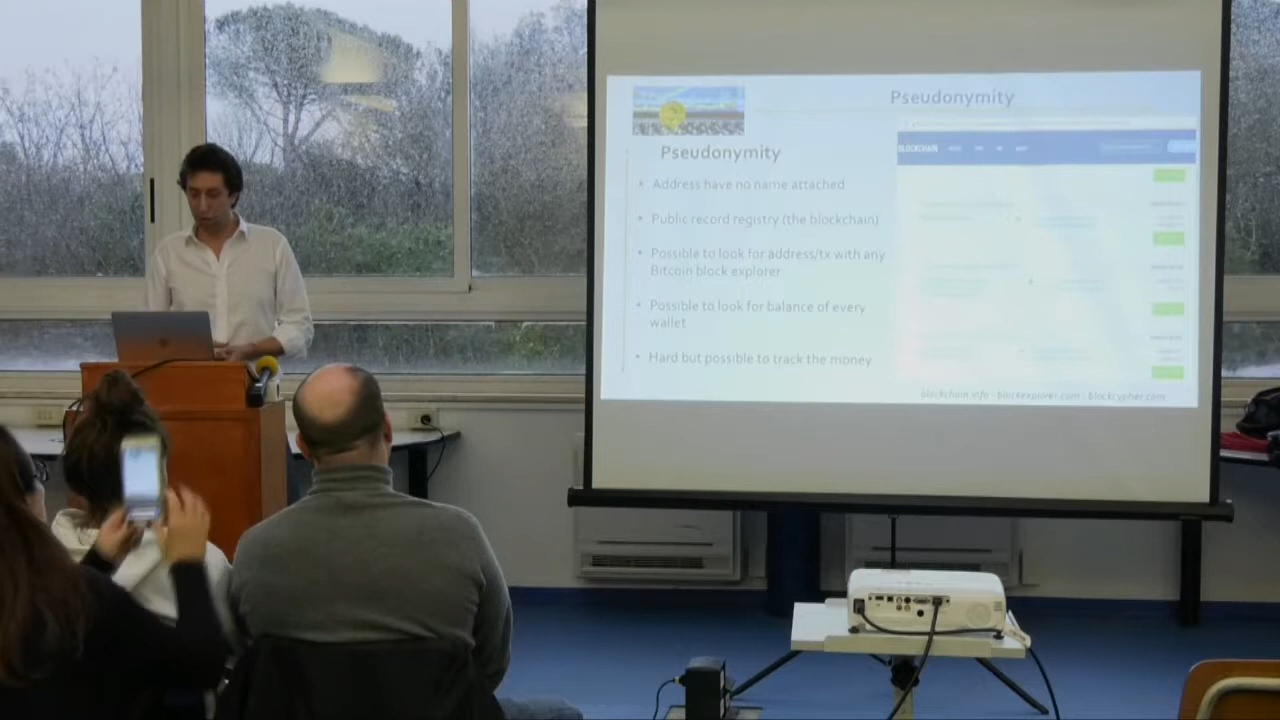 Pseudonymity
Pseudonymity
• Address have no name attached
• Public record registry (the blockchain)
• Possible to look for address/tx with any
Bitcoin block explorer
• Possible to look for balance of every
wallet
• Hard but possible to track the money
BLOCKCHAIN
blockchain.info - blockexplorer.com - blockcypher.com